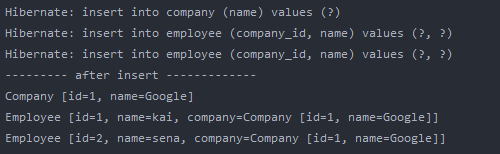 Hibernate: insert into company (name) values (?)
Hibernate: insert into employee (company_id, name) values (?, ?)
Hibernate: insert into employee (company_id, name) values (?, ?)
--------- after insert -------------
Company [id=1, name=Google]
Employee [id=1, name=kai, company=Company [id=1, name=Google]]
Employee [id=2, name=sena, company=Company [id=1, name=Google]]